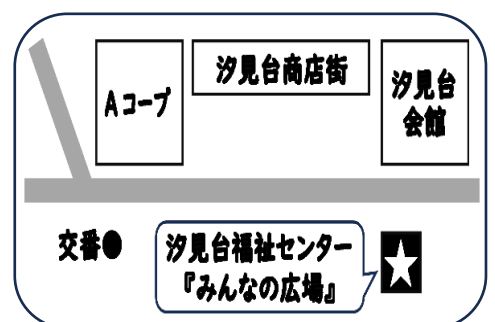 Aコープ
汐見台商店街
汐見台
会館
交番●
汐見台福祉センター
『みんなの広場』